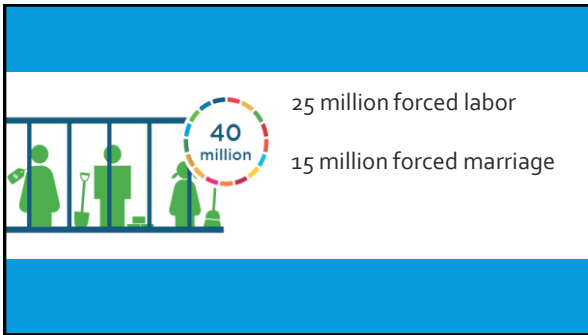 40
million
25 million forced labor
15 million forced marriage
$